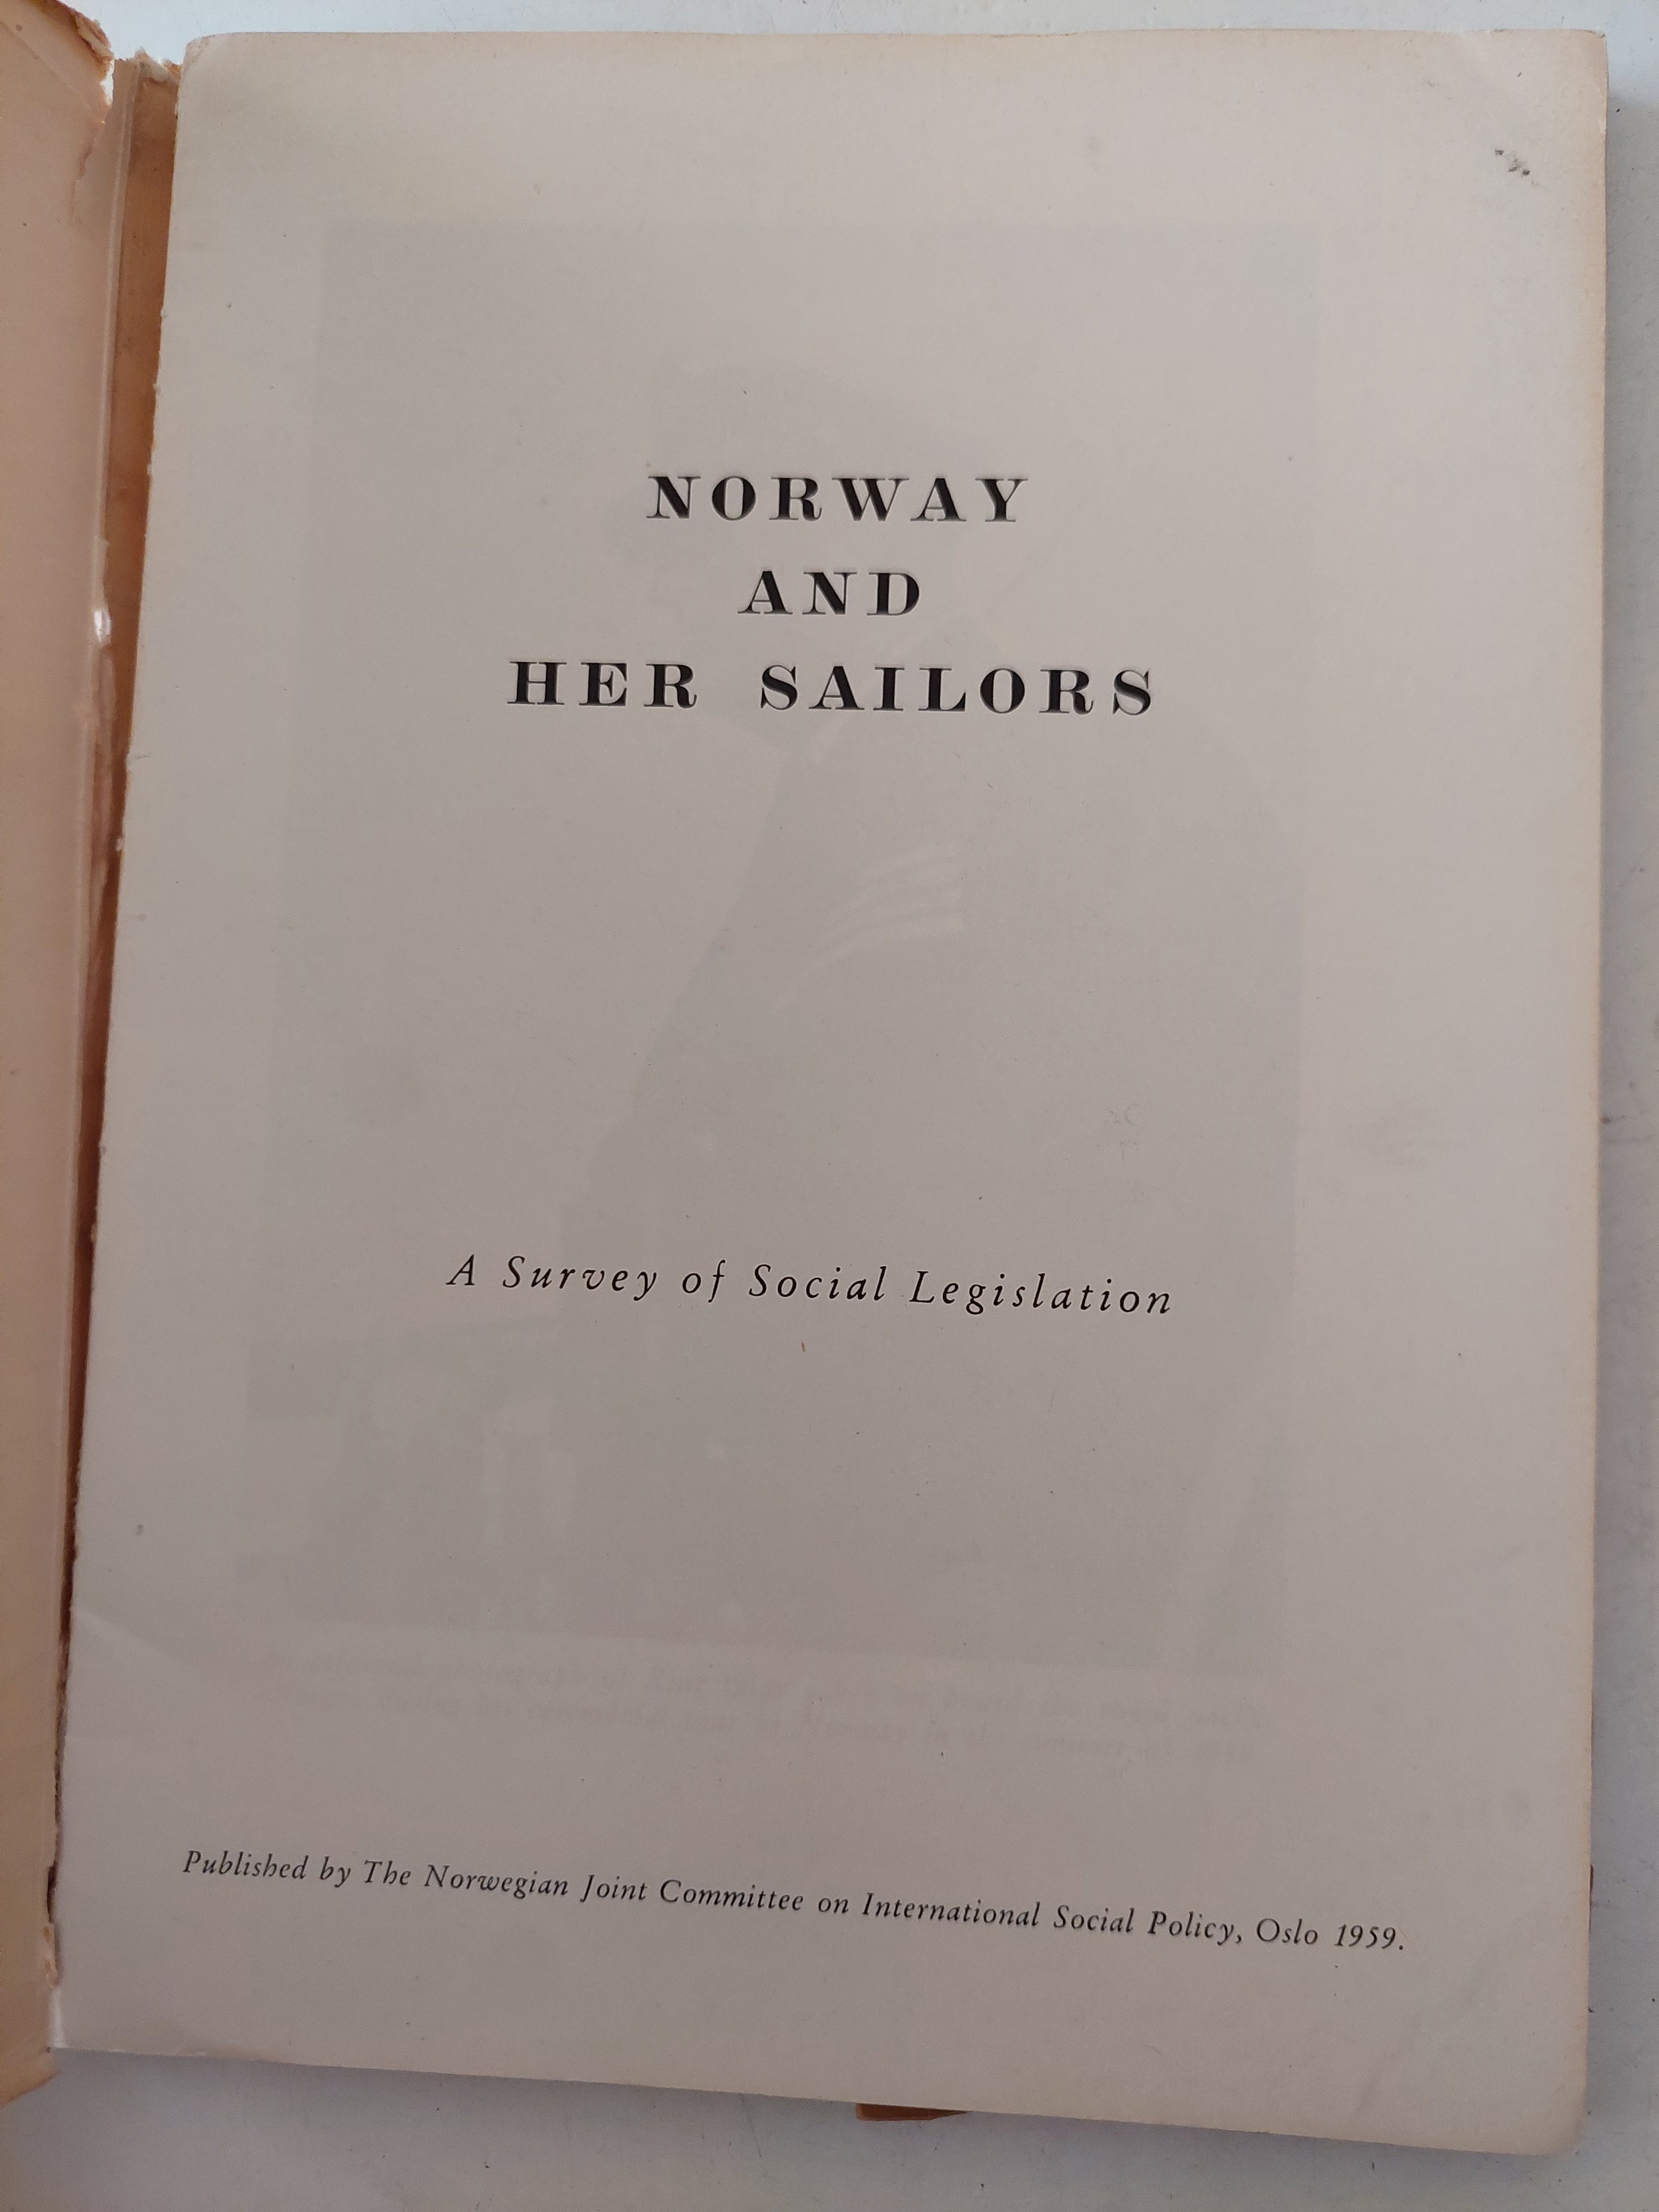 NORWAY
AND
HER SAILORS
A Survey of Social Legislation
Published by The Norwegian Joint Committee on International Social Policy, Oslo 1959.